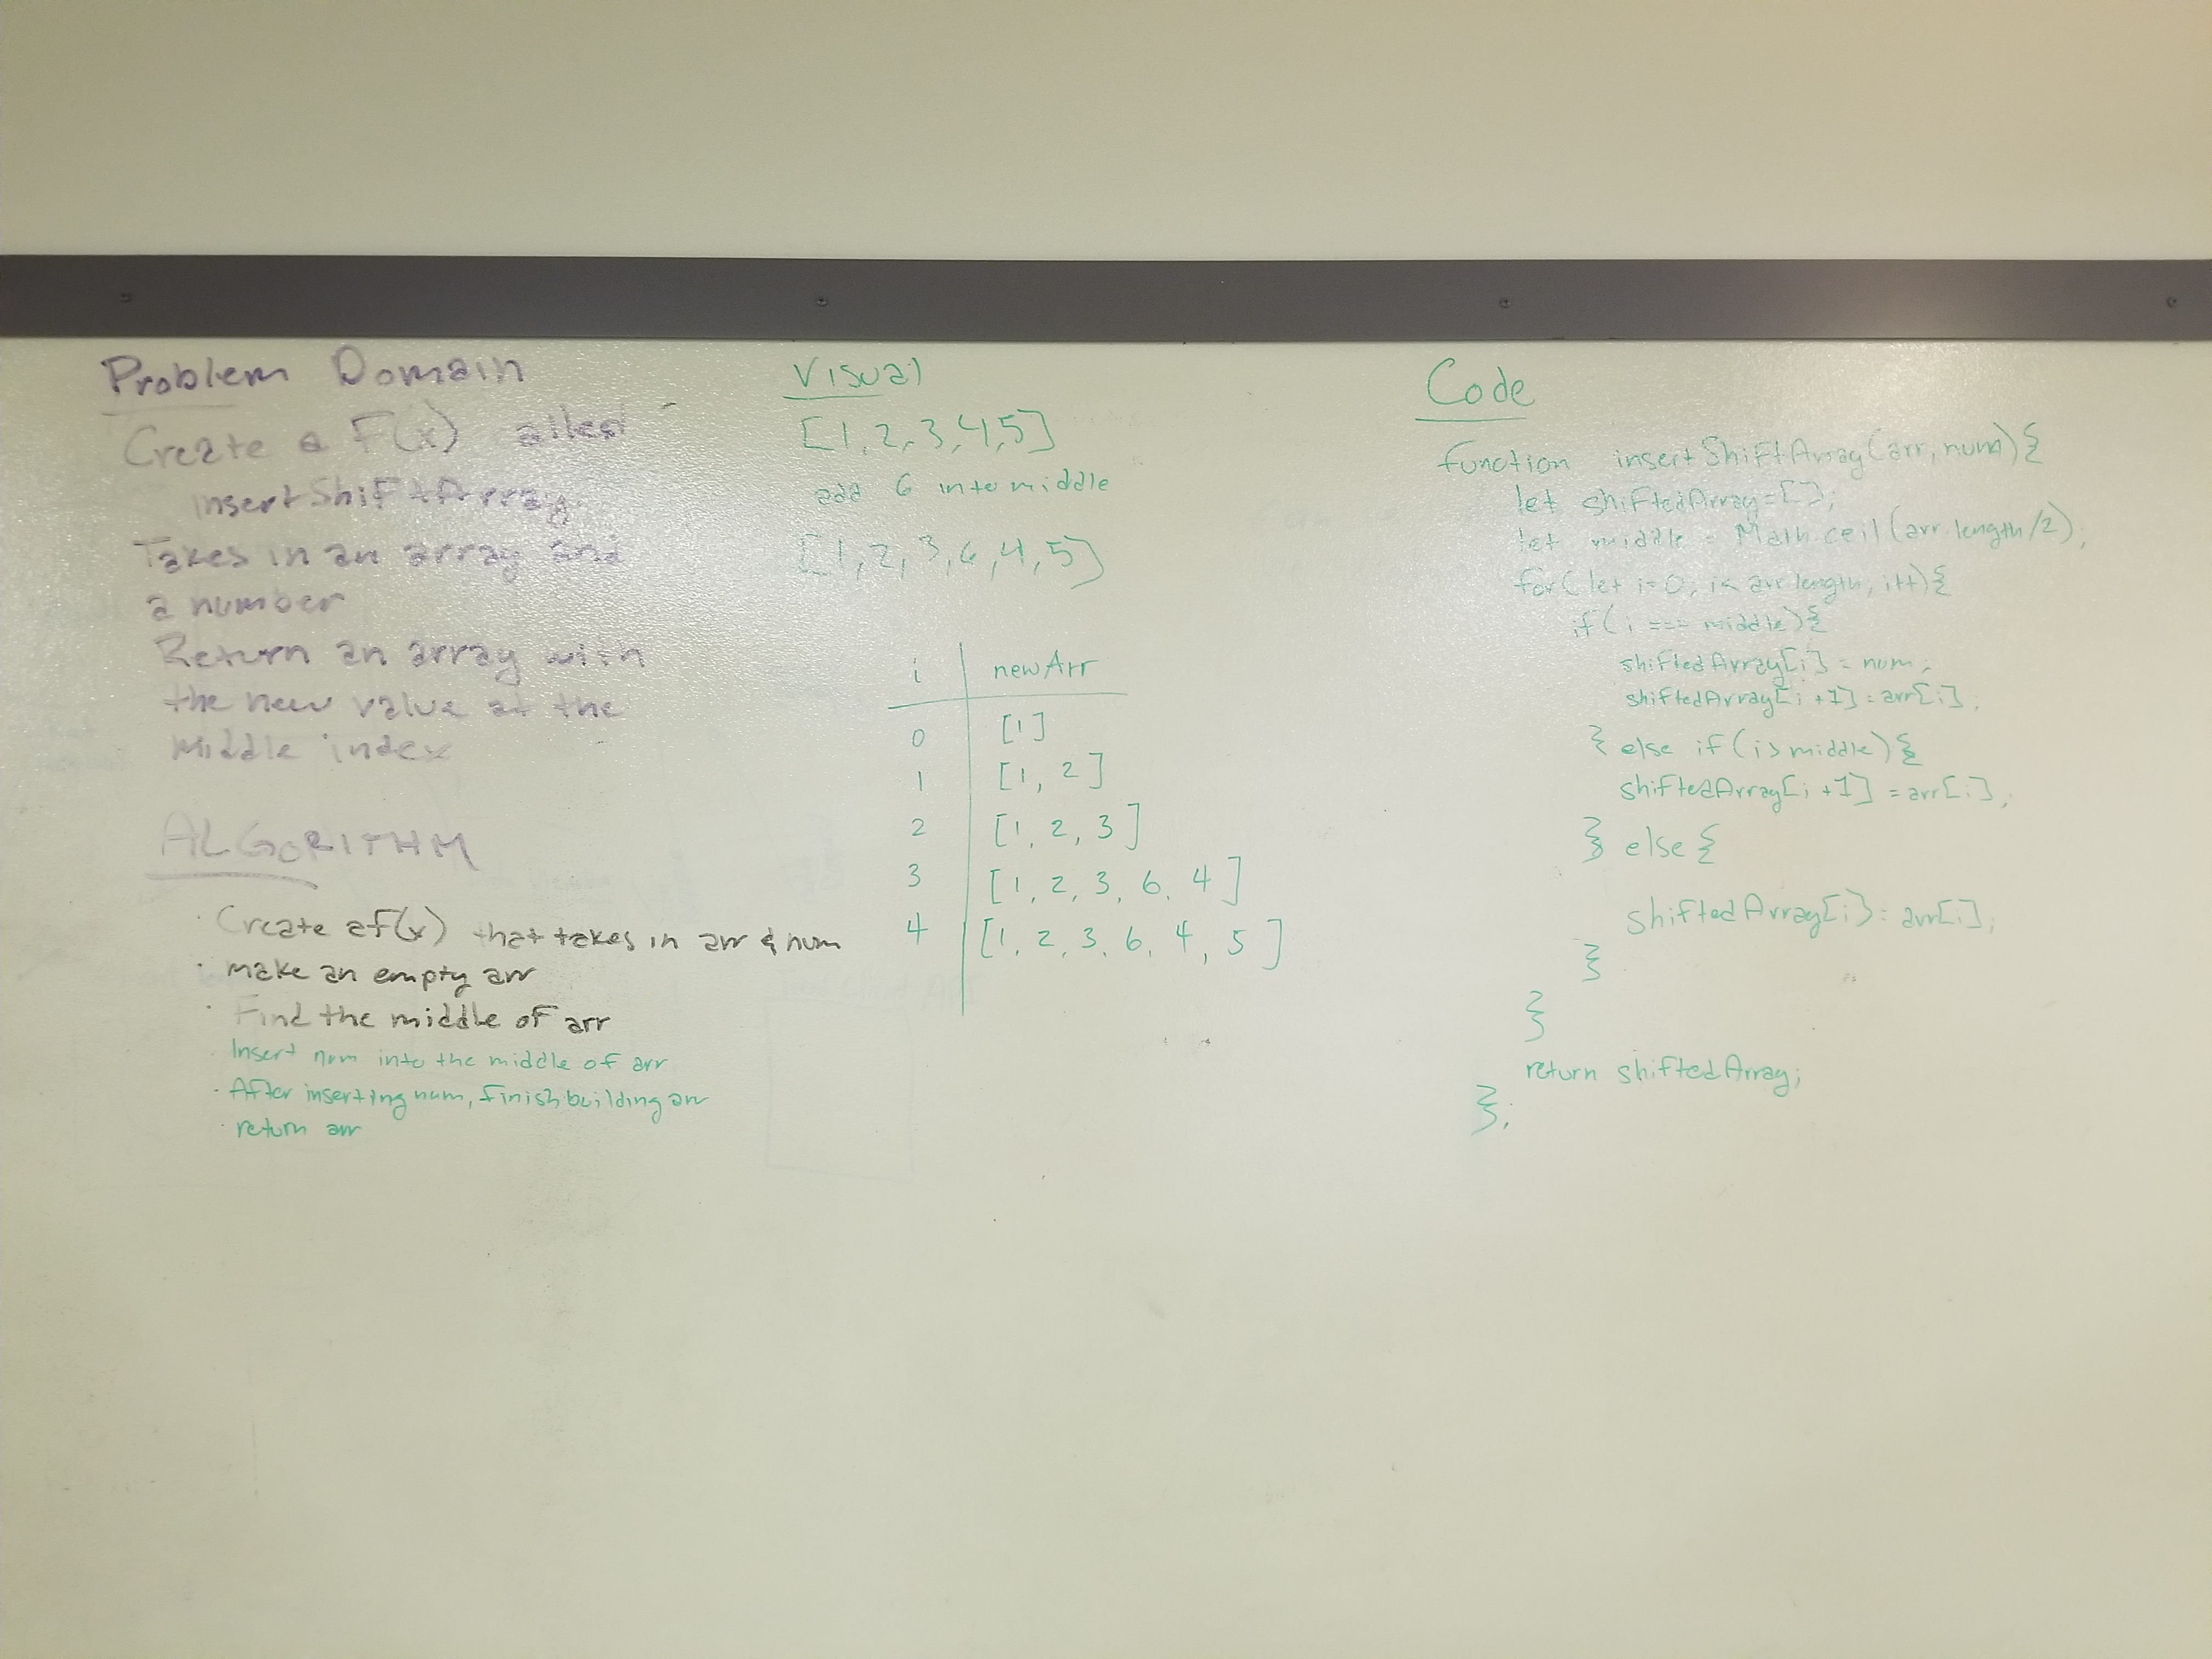 Problem Domain
Create a F(x) alled
insertShiftArray.
Takes in an array and
a number
Return an array with
the new value at the
Middle index
ALGORITHM
· Create a f(x) that takes in arr & num
· make an empty arr
· Find the middle of arr
· Insert num into the middle of arr
· After inserting num, finish building arr
· return arr
Visual
[1,2,3,4,5]
add 6 into middle
[1,2,3,6,4,5]
i newArr
0 [1]
1 [1, 2]
2 [1, 2, 3]
3 [1, 2, 3, 6, 4]
4 [1, 2, 3, 6, 4, 5]
Code
function insertShiftArray(arr, num){
let shiftedArray=[];
let middle = Math.ceil(arr.length/2);
for(let i=0; i< arr.length; i++){
if(i === middle){
shiftedArray[i] = num;
shiftedArray[i +1] = arr[i];
} else if (i > middle){
shiftedArray[i +1] = arr[i];
} else {
shiftedArray[i] = arr[i];
}
}
return shiftedArray;
};